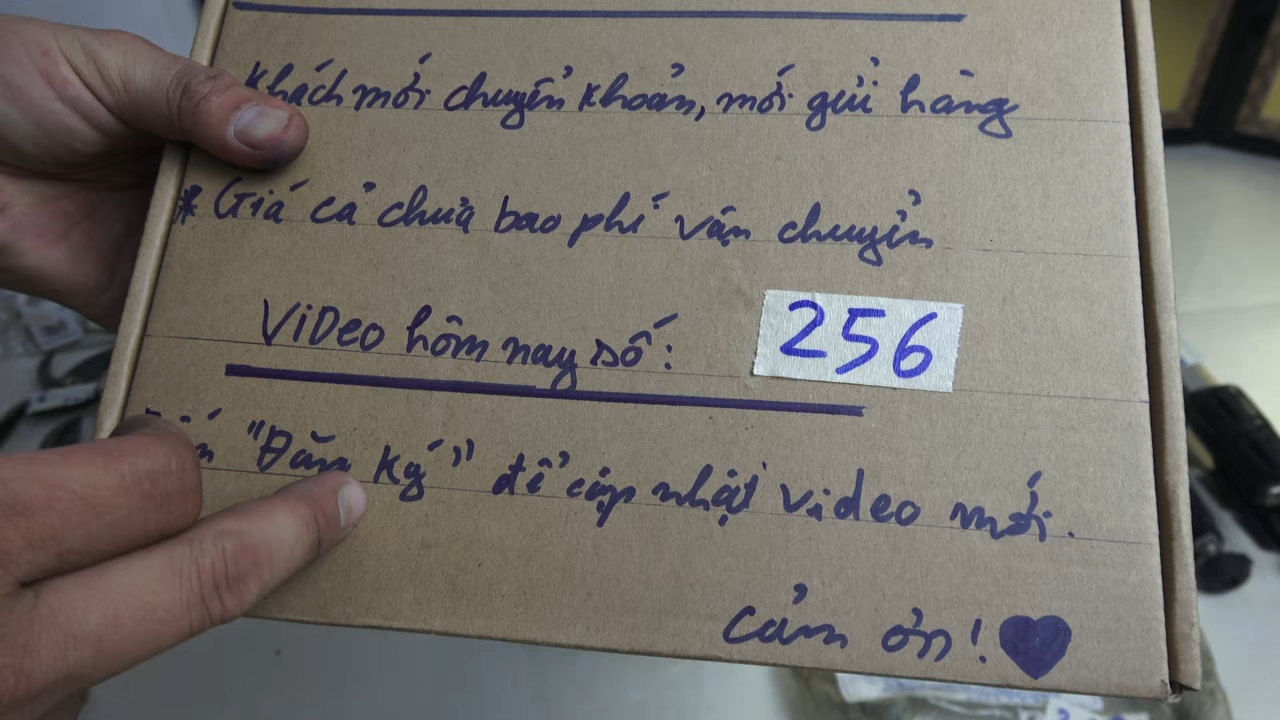 Khách mới chuyển khoản, mới gửi hàng
* Giá cả chưa bao phí vận chuyển
Video hôm nay số: 256
"Đăng ký" để cập nhật video mới.
Cảm ơn! ♥